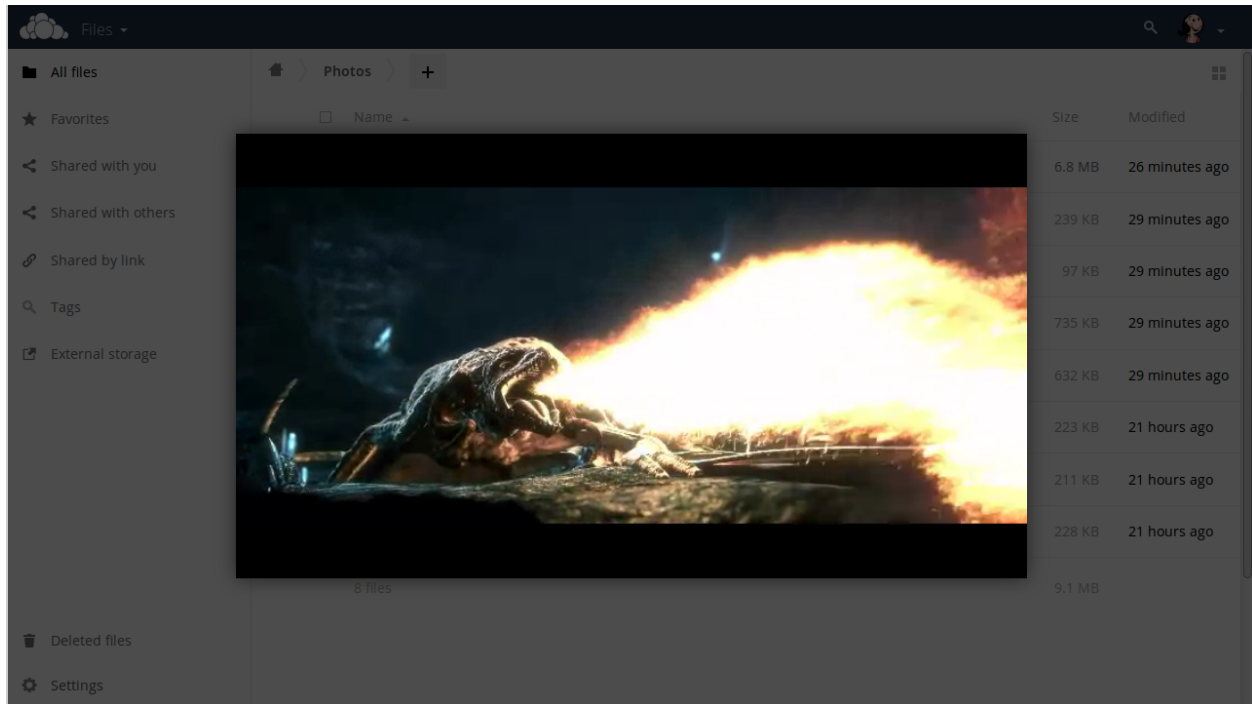 Files
All files
Favorites
Shared with you
Shared with others
Shared by link
Tags
External storage
Deleted files
Settings
Photos +
Name Size Modified
6.8 MB 26 minutes ago
239 KB 29 minutes ago
97 KB 29 minutes ago
735 KB 29 minutes ago
632 KB 29 minutes ago
223 KB 21 hours ago
211 KB 21 hours ago
228 KB 21 hours ago
8 files 9.1 MB